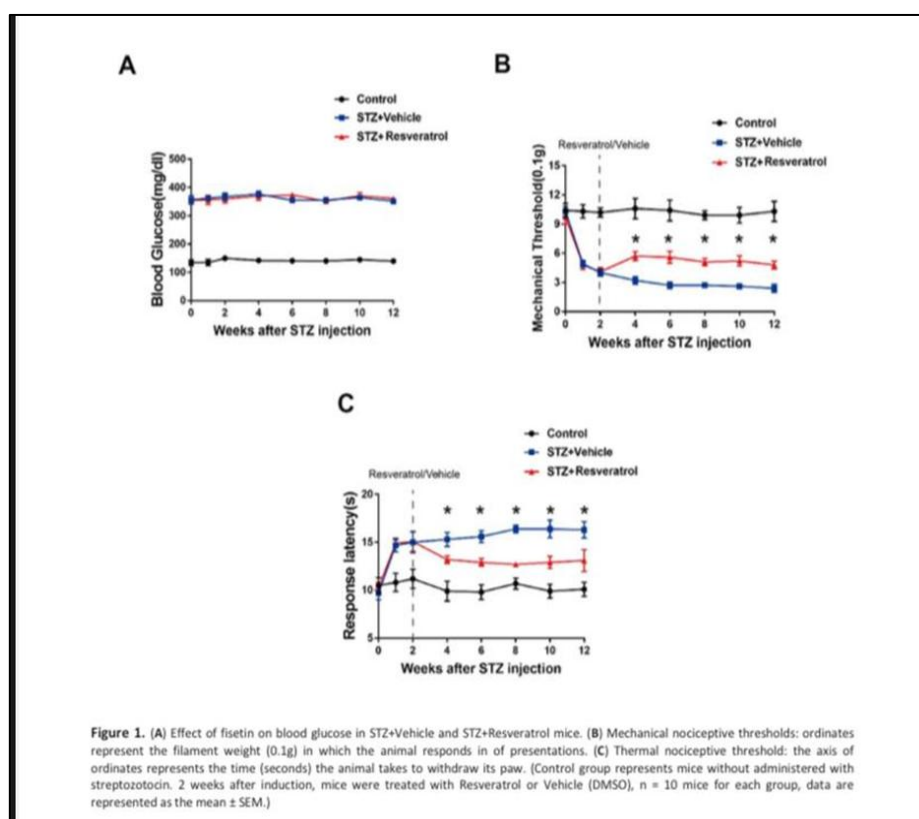 A
Control
STZ+Vehicle
STZ+Resveratrol
500
400
300
200
100
0
Blood Glucose(mg/dl)
0 2 4 6 8 10 12
Weeks after STZ injection
B
Control
STZ+Vehicle
STZ+Resveratrol
Resveratrol/Vehicle
15
12
9
6
3
0
Mechanical Threshold(0.1g)
* * * * *
0 2 4 6 8 10 12
Weeks after STZ injection
C
Control
STZ+Vehicle
STZ+Resveratrol
Resveratrol/Vehicle
20
15
10
5
Response latency(s)
* * * * *
0 2 4 6 8 10 12
Weeks after STZ injection
Figure 1. (A) Effect of fisetin on blood glucose in STZ+Vehicle and STZ+Resveratrol mice. (B) Mechanical nociceptive thresholds: ordinates
represent the filament weight (0.1g) in which the animal responds in of presentations. (C) Thermal nociceptive threshold: the axis of
ordinates represents the time (seconds) the animal takes to withdraw its paw. (Control group represents mice without administered with
streptozotocin. 2 weeks after induction, mice were treated with Resveratrol or Vehicle (DMSO), n = 10 mice for each group, data are
represented as the mean ± SEM.)